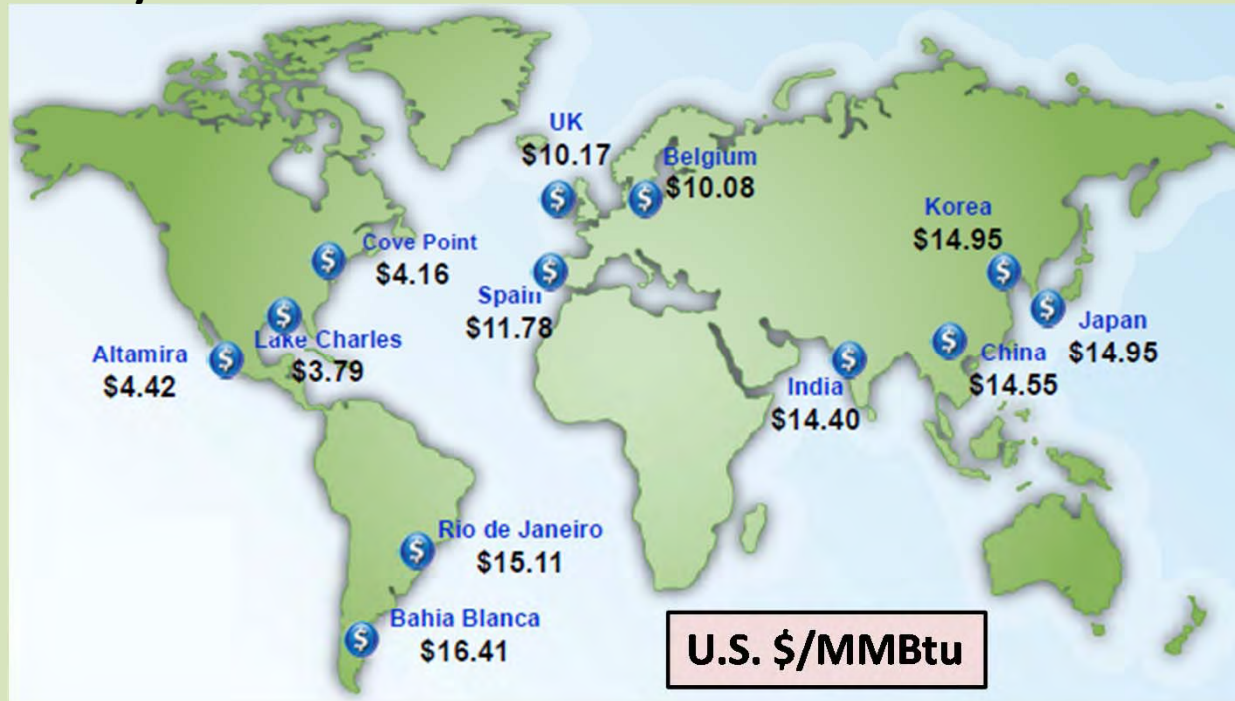 UK
$10.17
Belgium
$10.08
Korea
$14.95
Cove Point
$4.16
Spain
$11.78
Lake Charles
$3.79
Altamira
$4.42
Japan
$14.95
China
$14.55
India
$14.40
Rio de Janeiro
$15.11
Bahia Blanca
$16.41
U.S. $/MMBtu